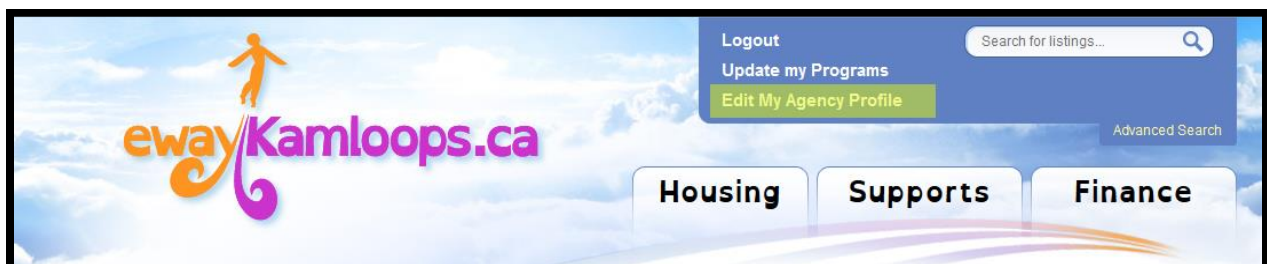 Logout
Search for listings...
Update my Programs
Edit My Agency Profile
Advanced Search
ewayKamloops.ca
Housing
Supports
Finance